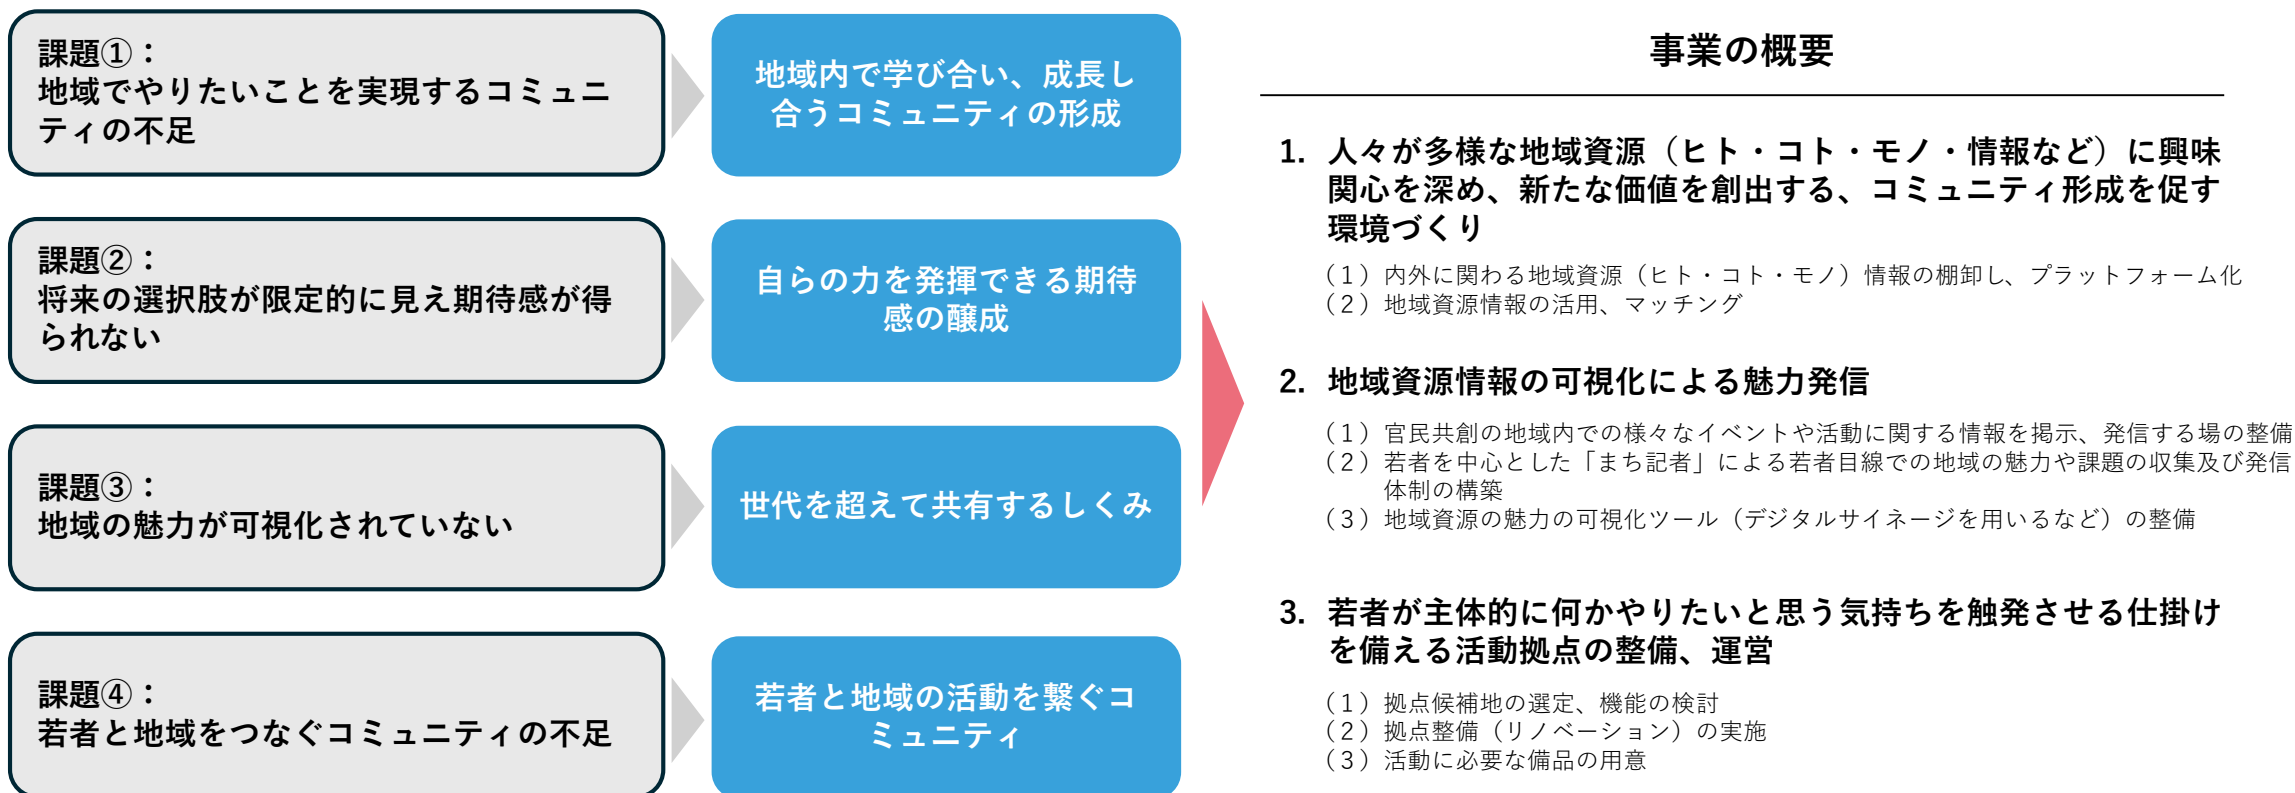 課題①：
地域でやりたいことを実現するコミュニ
ティの不足
地域内で学び合い、成長し
合うコミュニティの形成
課題②：
将来の選択肢が限定的に見え期待感が得
られない
自らの力を発揮できる期待
感の醸成
課題③：
地域の魅力が可視化されていない
世代を超えて共有するしくみ
課題④：
若者と地域をつなぐコミュニティの不足
若者と地域の活動を繋ぐコ
ミュニティ
事業の概要
1. 人々が多様な地域資源（ヒト・コト・モノ・情報など）に興味
関心を深め、新たな価値を創出する、コミュニティ形成を促す
環境づくり
（１）内外に関わる地域資源（ヒト・コト・モノ）情報の棚卸し、プラットフォーム化
（２）地域資源情報の活用、マッチング
2. 地域資源情報の可視化による魅力発信
（１）官民共創の地域内での様々なイベントや活動に関する情報を掲示、発信する場の整備
（２）若者を中心とした「まち記者」による若者目線での地域の魅力や課題の収集及び発信
体制の構築
（３）地域資源の魅力の可視化ツール（デジタルサイネージを用いるなど）の整備
3. 若者が主体的に何かやりたいと思う気持ちを触発させる仕掛け
を備える活動拠点の整備、運営
（１）拠点候補地の選定、機能の検討
（２）拠点整備（リノベーション）の実施
（３）活動に必要な備品の用意